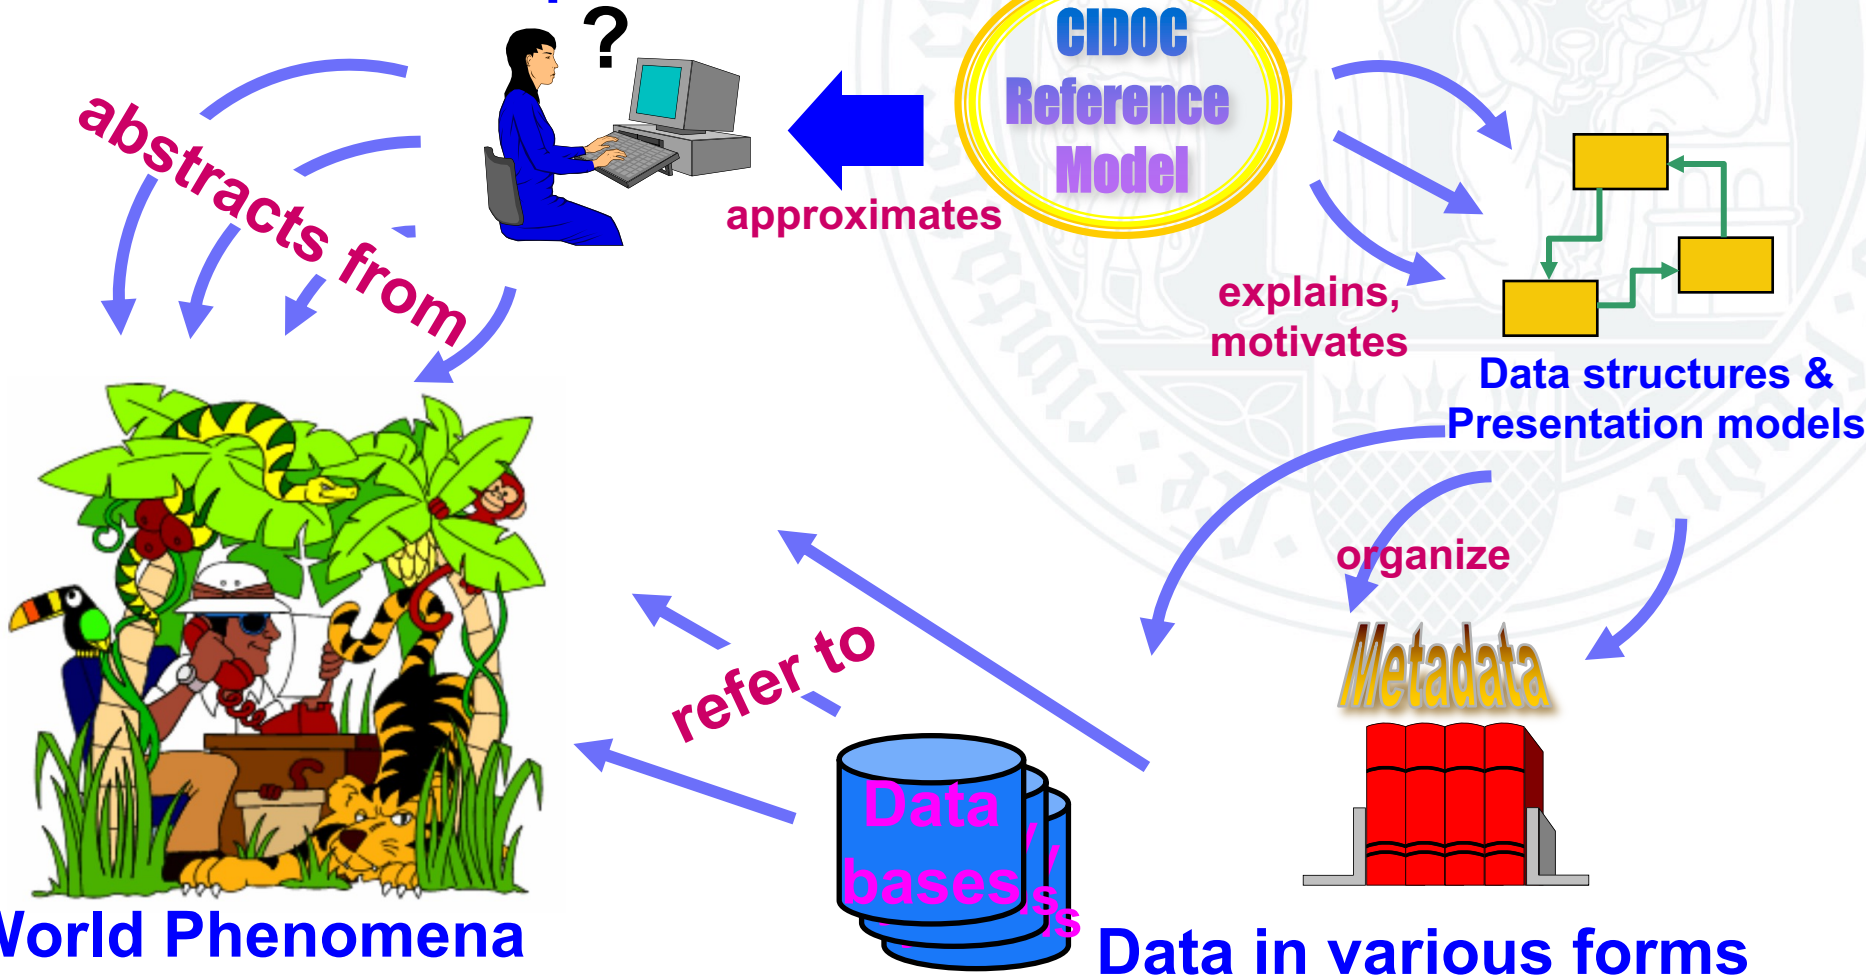 ?
CIDOC
Reference
Model
abstracts from
approximates
explains,
motivates
Data structures &
Presentation models
organize
refer to
Metadata
Data
bases
World Phenomena
Data in various forms